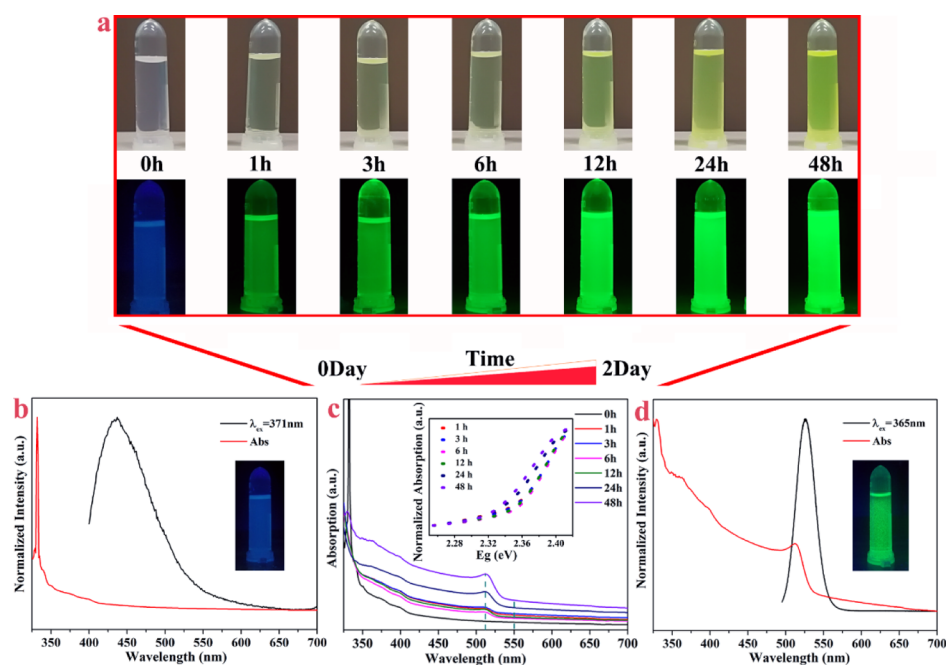 a
0h 1h 3h 6h 12h 24h 48h
0Day Time 2Day
b
λex=371nm
Abs
Normalized Intensity (a.u.)
350 400 450 500 550 600 650 700
Wavelength (nm)
c
Absorption (a.u.)
Normalized Absorption (a.u.)
1 h
3 h
6 h
12 h
24 h
48 h
2.28 2.32 2.36 2.40
Eg (eV)
0h
1h
3h
6h
12h
24h
48h
350 400 450 500 550 600 650 700
Wavelength (nm)
d
λex=365nm
Abs
Normalized Intensity (a.u.)
350 400 450 500 550 600 650 700
Wavelength (nm)